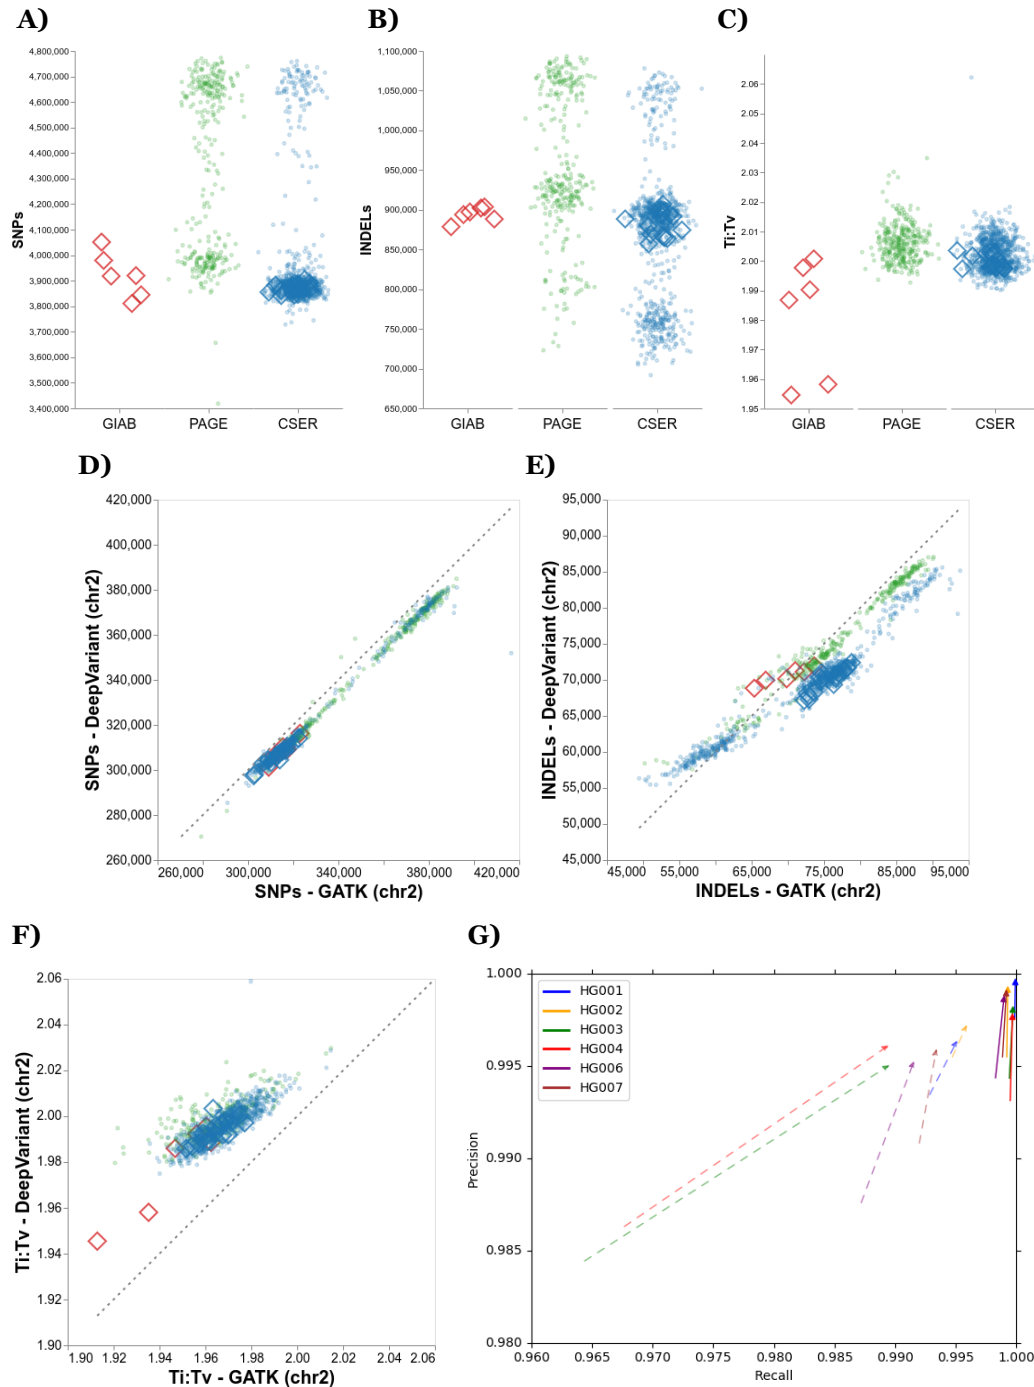 A)
B)
C)
4,800,000
4,700,000
4,600,000
4,500,000
4,400,000
4,300,000
4,200,000
4,100,000
4,000,000
3,900,000
3,800,000
3,700,000
3,600,000
3,500,000
3,400,000
SNPs
GIAB PAGE CSER
1,100,000
1,050,000
1,000,000
950,000
900,000
850,000
800,000
750,000
700,000
650,000
INDELs
GIAB PAGE CSER
2.06
2.05
2.04
2.03
2.02
2.01
2.00
1.99
1.98
1.97
1.96
1.95
Ti:Tv
GIAB PAGE CSER
D)
E)
420,000
400,000
380,000
360,000
340,000
320,000
300,000
280,000
260,000
SNPs - DeepVariant (chr2)
260,000 300,000 340,000 380,000 420,000
SNPs - GATK (chr2)
95,000
90,000
85,000
80,000
75,000
70,000
65,000
60,000
55,000
50,000
45,000
INDELs - DeepVariant (chr2)
45,000 55,000 65,000 75,000 85,000 95,000
INDELs - GATK (chr2)
F)
G)
2.06
2.04
2.02
2.00
1.98
1.96
1.94
1.92
1.90
Ti:Tv - DeepVariant (chr2)
1.90 1.92 1.94 1.96 1.98 2.00 2.02 2.04 2.06
Ti:Tv - GATK (chr2)
1.000
0.995
0.990
0.985
0.980
Precision
HG001
HG002
HG003
HG004
HG006
HG007
0.960 0.965 0.970 0.975 0.980 0.985 0.990 0.995 1.000
Recall